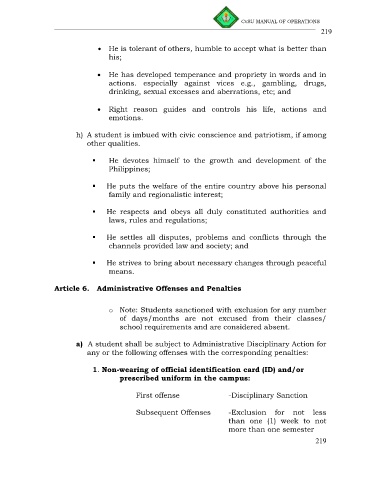 CvSU MANUAL OF OPERATIONS
219
• He is tolerant of others, humble to accept what is better than
his;
• He has developed temperance and propriety in words and in
actions. especially against vices e.g., gambling, drugs,
drinking, sexual excesses and aberrations, etc; and
• Right reason guides and controls his life, actions and
emotions.
h) A student is imbued with civic conscience and patriotism, if among
other qualities.
▪ He devotes himself to the growth and development of the
Philippines;
▪ He puts the welfare of the entire country above his personal
family and regionalistic interest;
▪ He respects and obeys all duly constituted authorities and
laws, rules and regulations;
▪ He settles all disputes, problems and conflicts through the
channels provided law and society; and
▪ He strives to bring about necessary changes through peaceful
means.
Article 6. Administrative Offenses and Penalties
o Note: Students sanctioned with exclusion for any number
of days/months are not excused from their classes/
school requirements and are considered absent.
a) A student shall be subject to Administrative Disciplinary Action for
any or the following offenses with the corresponding penalties:
1. Non-wearing of official identification card (ID) and/or
prescribed uniform in the campus:
First offense -Disciplinary Sanction
Subsequent Offenses -Exclusion for not less
than one (1) week to not
more than one semester
219